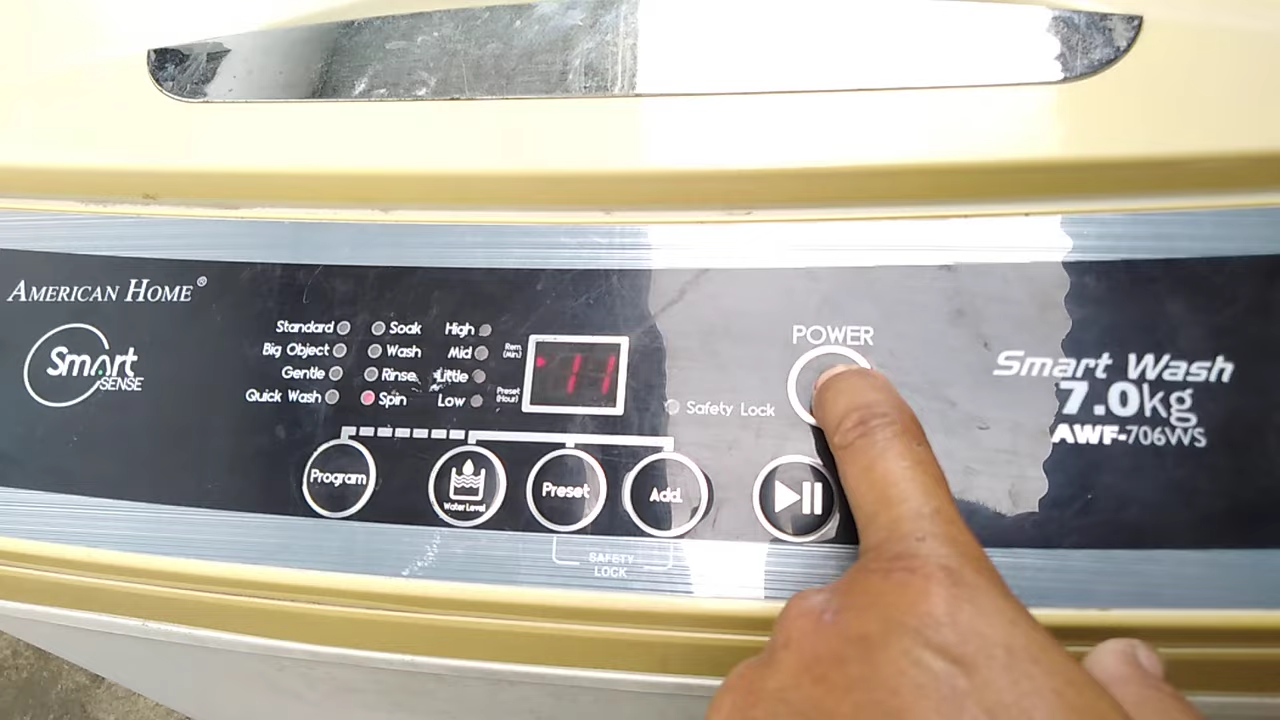 AMERICAN HOME®
Smart
SENSE
Standard
Big Object
Gentle
Quick Wash
Soak
Wash
Rinse
Spin
High
Mid
Little
Low
Rem.
(Min)
Preset
(Hour)
11
Safety Lock
POWER
Program
Water Level
Preset
Add.
SAFETY
LOCK
Smart Wash
7.0kg
AWF-706WS